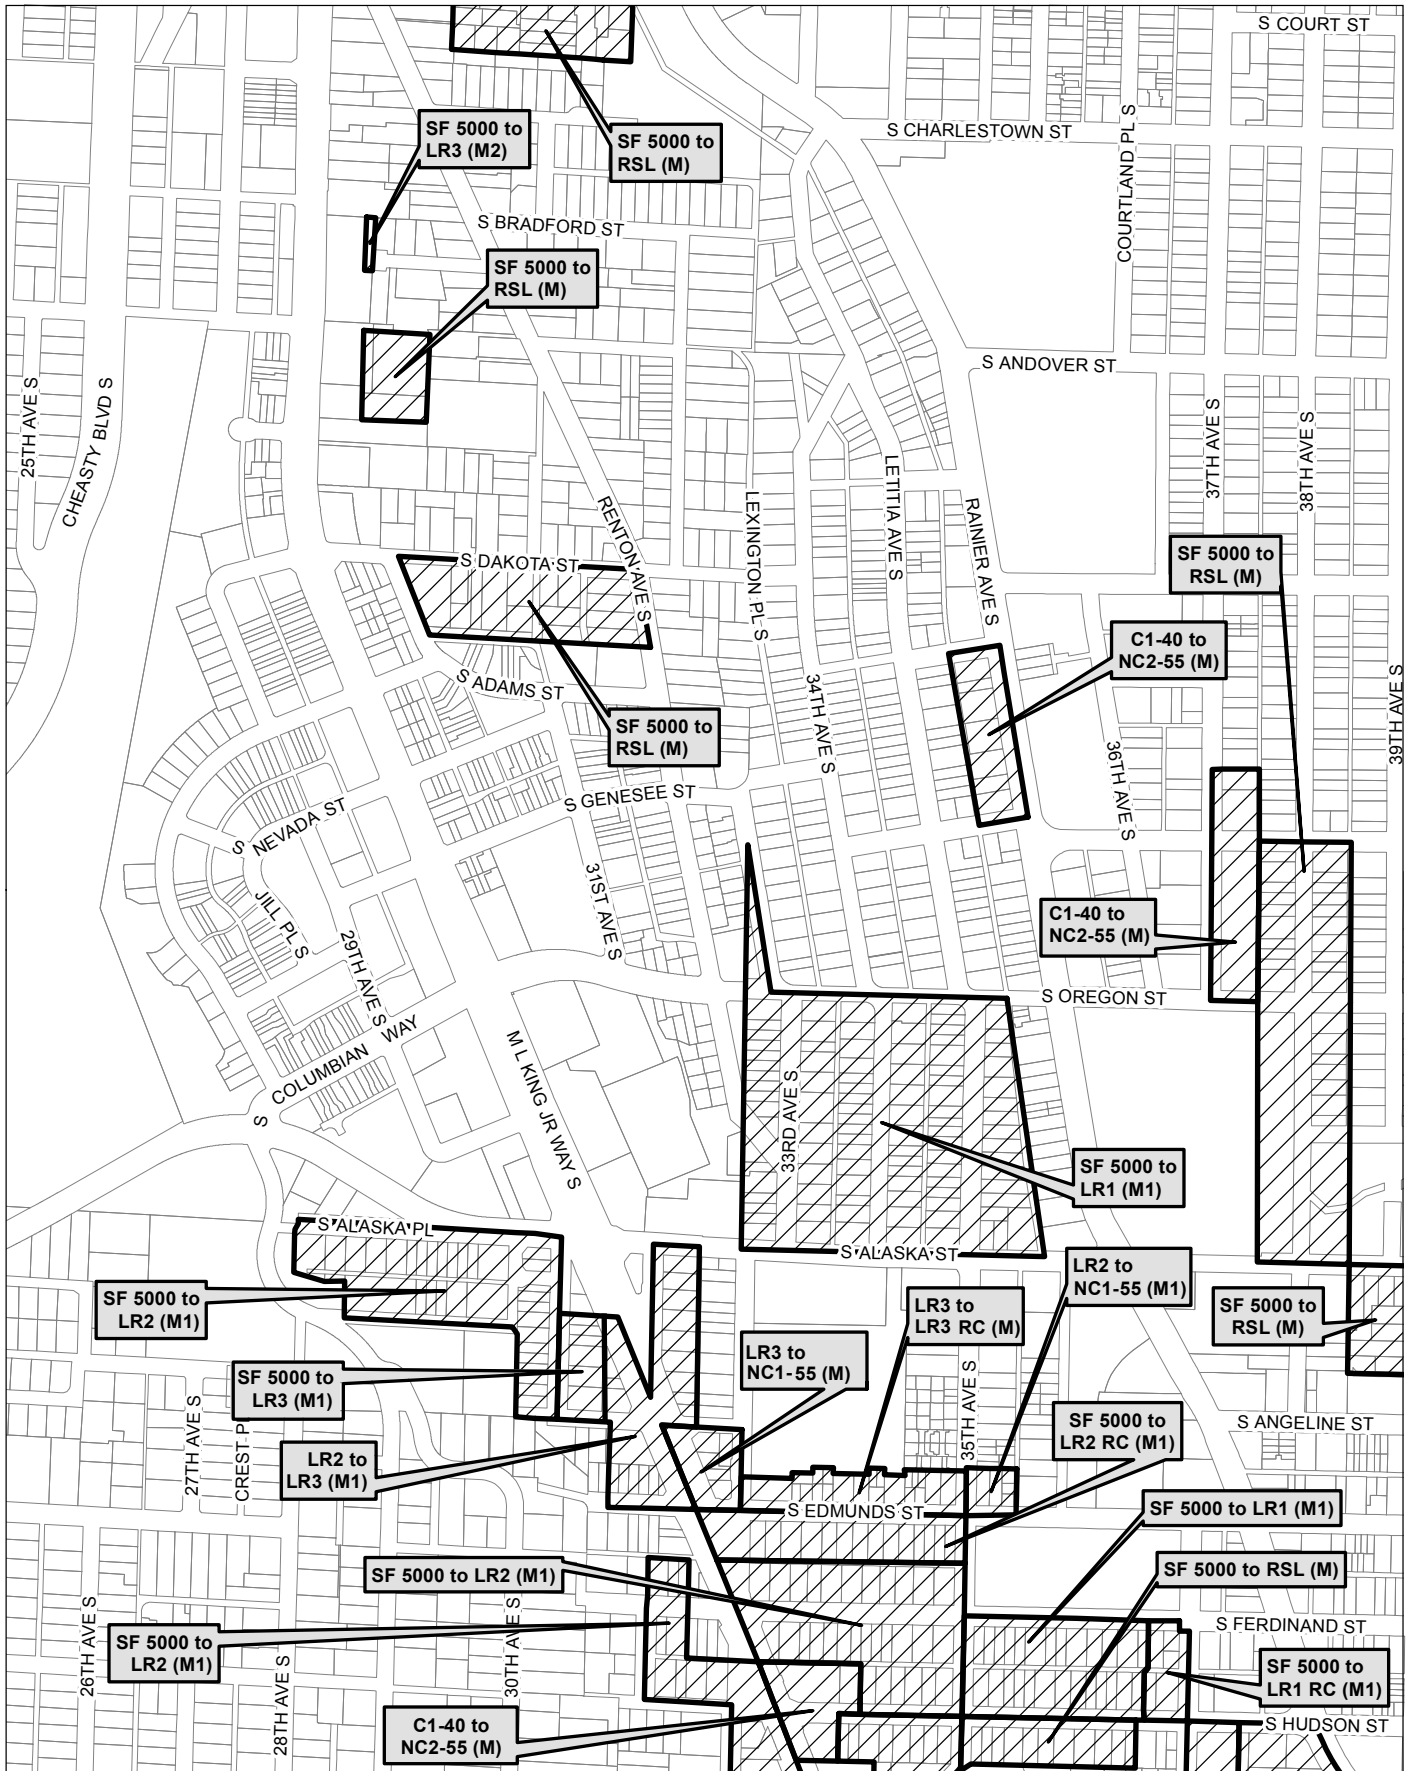 S COURT ST
SF 5000 to
LR3 (M2)
SF 5000 to
RSL (M)
S CHARLESTOWN ST
COURTLAND PL S
S BRADFORD ST
SF 5000 to
RSL (M)
S ANDOVER ST
25TH AVE S
CHEASTY BLVD S
37TH AVE S
38TH AVE S
RENTON AVE S
LEXINGTON PL S
LETITIA AVE S
RAINIER AVE S
S DAKOTA ST
SF 5000 to
RSL (M)
C1-40 to
NC2-55 (M)
S ADAMS ST
34TH AVE S
39TH AVE S
SF 5000 to
RSL (M)
36TH AVE S
S GENESEE ST
S NEVADA ST
31ST AVE S
JILL PL S
29TH AVE S
C1-40 to
NC2-55 (M)
S OREGON ST
S COLUMBIAN WAY
M L KING JR WAY S
33RD AVE S
SF 5000 to
LR1 (M1)
S ALASKA PL
S ALASKA ST
LR2 to
NC1-55 (M1)
SF 5000 to
LR2 (M1)
LR3 to
LR3 RC (M)
SF 5000 to
RSL (M)
LR3 to
NC1-55 (M)
SF 5000 to
LR3 (M1)
35TH AVE S
27TH AVE S
CREST PL
SF 5000 to
LR2 RC (M1)
S ANGELINE ST
LR2 to
LR3 (M1)
S EDMUNDS ST
SF 5000 to LR1 (M1)
SF 5000 to LR2 (M1)
SF 5000 to RSL (M)
26TH AVE S
30TH AVE S
28TH AVE S
S FERDINAND ST
SF 5000 to
LR2 (M1)
SF 5000 to
LR1 RC (M1)
C1-40 to
NC2-55 (M)
S HUDSON ST